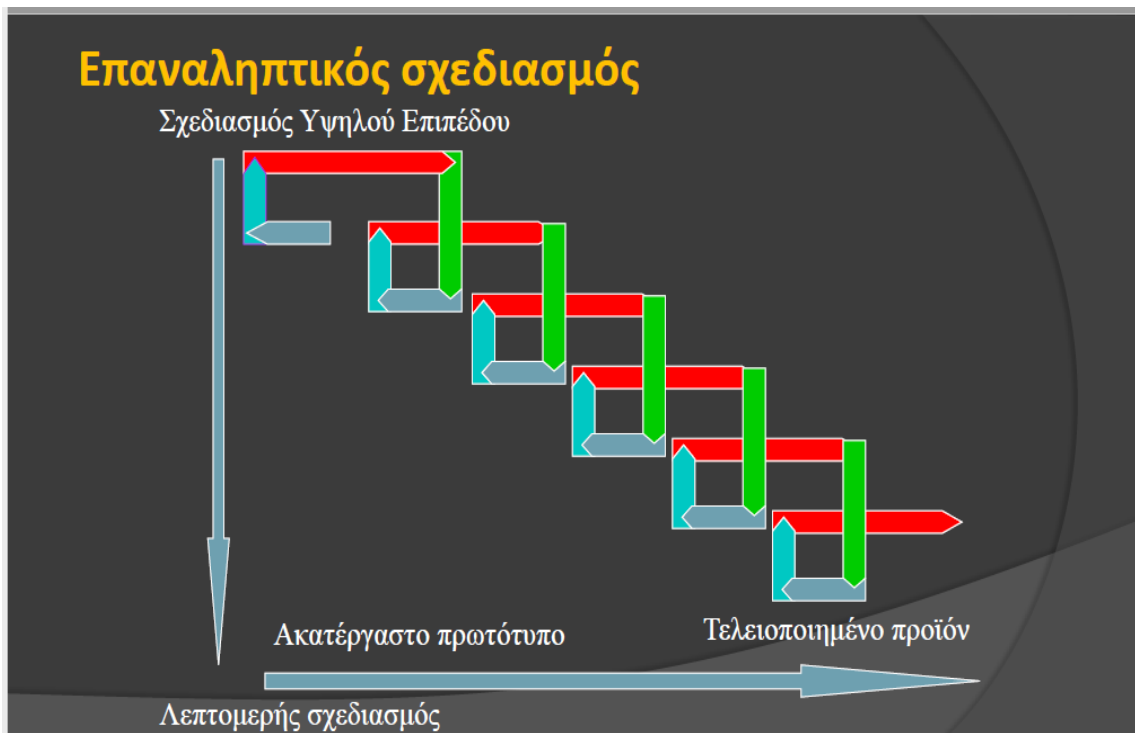 Επαναληπτικός σχεδιασμός
Σχεδιασμός Υψηλού Επιπέδου
Ακατέργαστο πρωτότυπο
Τελειοποιημένο προϊόν
Λεπτομερής σχεδιασμός